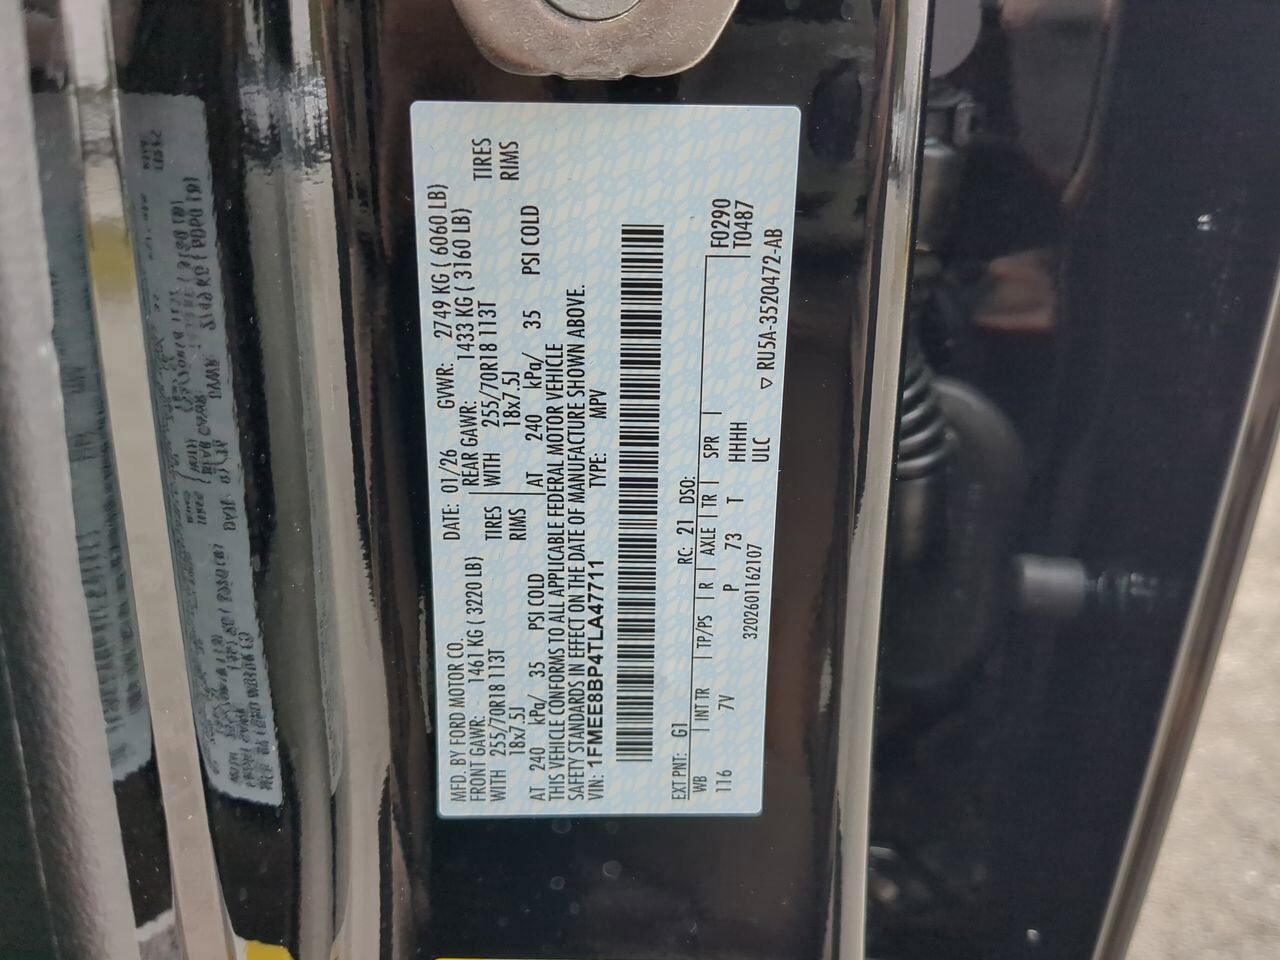 MFD. BY FORD MOTOR CO.
DATE: 01/26 GVWR: 2749 KG ( 6060 LB)
FRONT GAWR: 1461 KG ( 3220 LB) REAR GAWR: 1433 KG ( 3160 LB)
WITH 255/70R18 113T TIRES WITH 255/70R18 113T TIRES
18x7.5J RIMS 18x7.5J RIMS
AT 240 kPa/ 35 PSI COLD AT 240 kPa/ 35 PSI COLD
THIS VEHICLE CONFORMS TO ALL APPLICABLE FEDERAL MOTOR VEHICLE
SAFETY STANDARDS IN EFFECT ON THE DATE OF MANUFACTURE SHOWN ABOVE.
VIN: 1FMEE8BP4TLA47711 TYPE: MPV
EXT PNT: G1 RC: 21 DSO:
WB INT TR TP/PS R AXLE TR SPR F0290
116 7V P 73 T HHHH T0487
3202601162107 ULC
▽ RU5A-3520472-AB